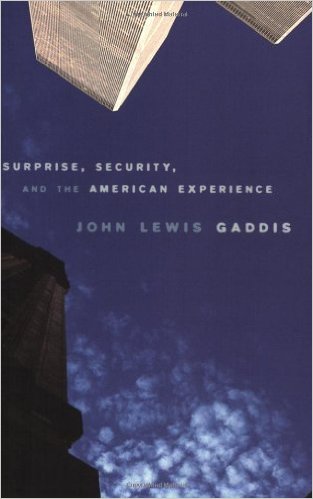 SURPRISE, SECURITY,
AND THE AMERICAN EXPERIENCE
JOHN LEWIS GADDIS